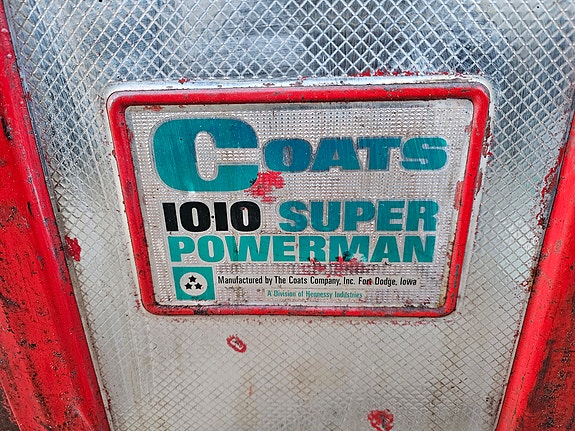 COATS
1010 SUPER
POWERMAN
Manufactured by The Coats Company, Inc. Fort Dodge, Iowa
A Division of Hennessy Industries